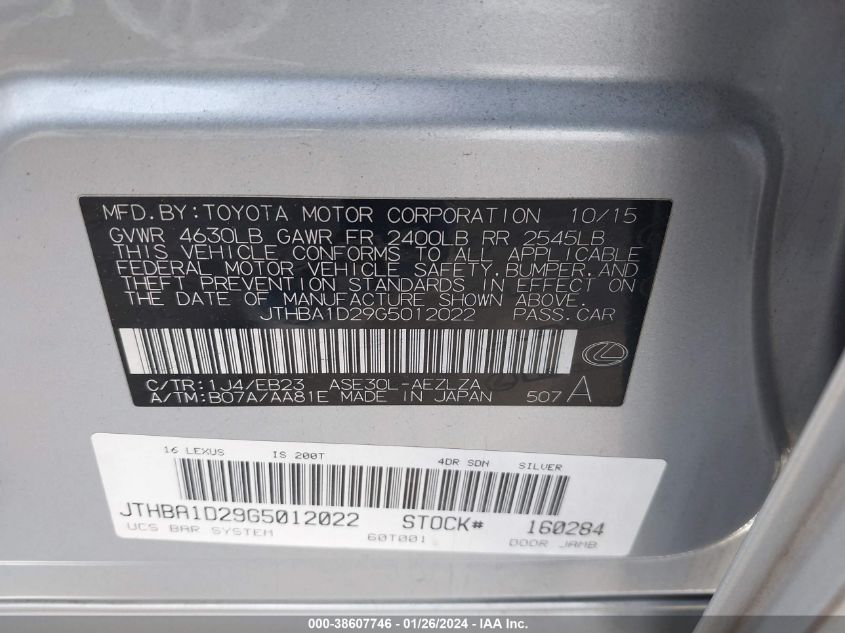 MFD.BY:TOYOTA MOTOR CORPORATION 10/15
GVWR 4630LB GAWR FR 2400LB RR 2545LB
THIS VEHICLE CONFORMS TO ALL APPLICABLE
FEDERAL MOTOR VEHICLE SAFETY,BUMPER,AND
THEFT PREVENTION STANDARDS IN EFFECT ON
THE DATE OF MANUFACTURE SHOWN ABOVE.
JTHBA1D29G5012022 PASS.CAR
C/TR:1J4/EB23 ASE30L-AEZLZA
A/TM:B07A/AA81E MADE IN JAPAN 507 A
16 LEXUS IS 200T 4DR SDN SILVER
JTHBA1D29G5012022 STOCK# 160284
UCS BAR SYSTEM 60T001 DOOR JAMB
000-38607746 - 01/26/2024 - IAA Inc.